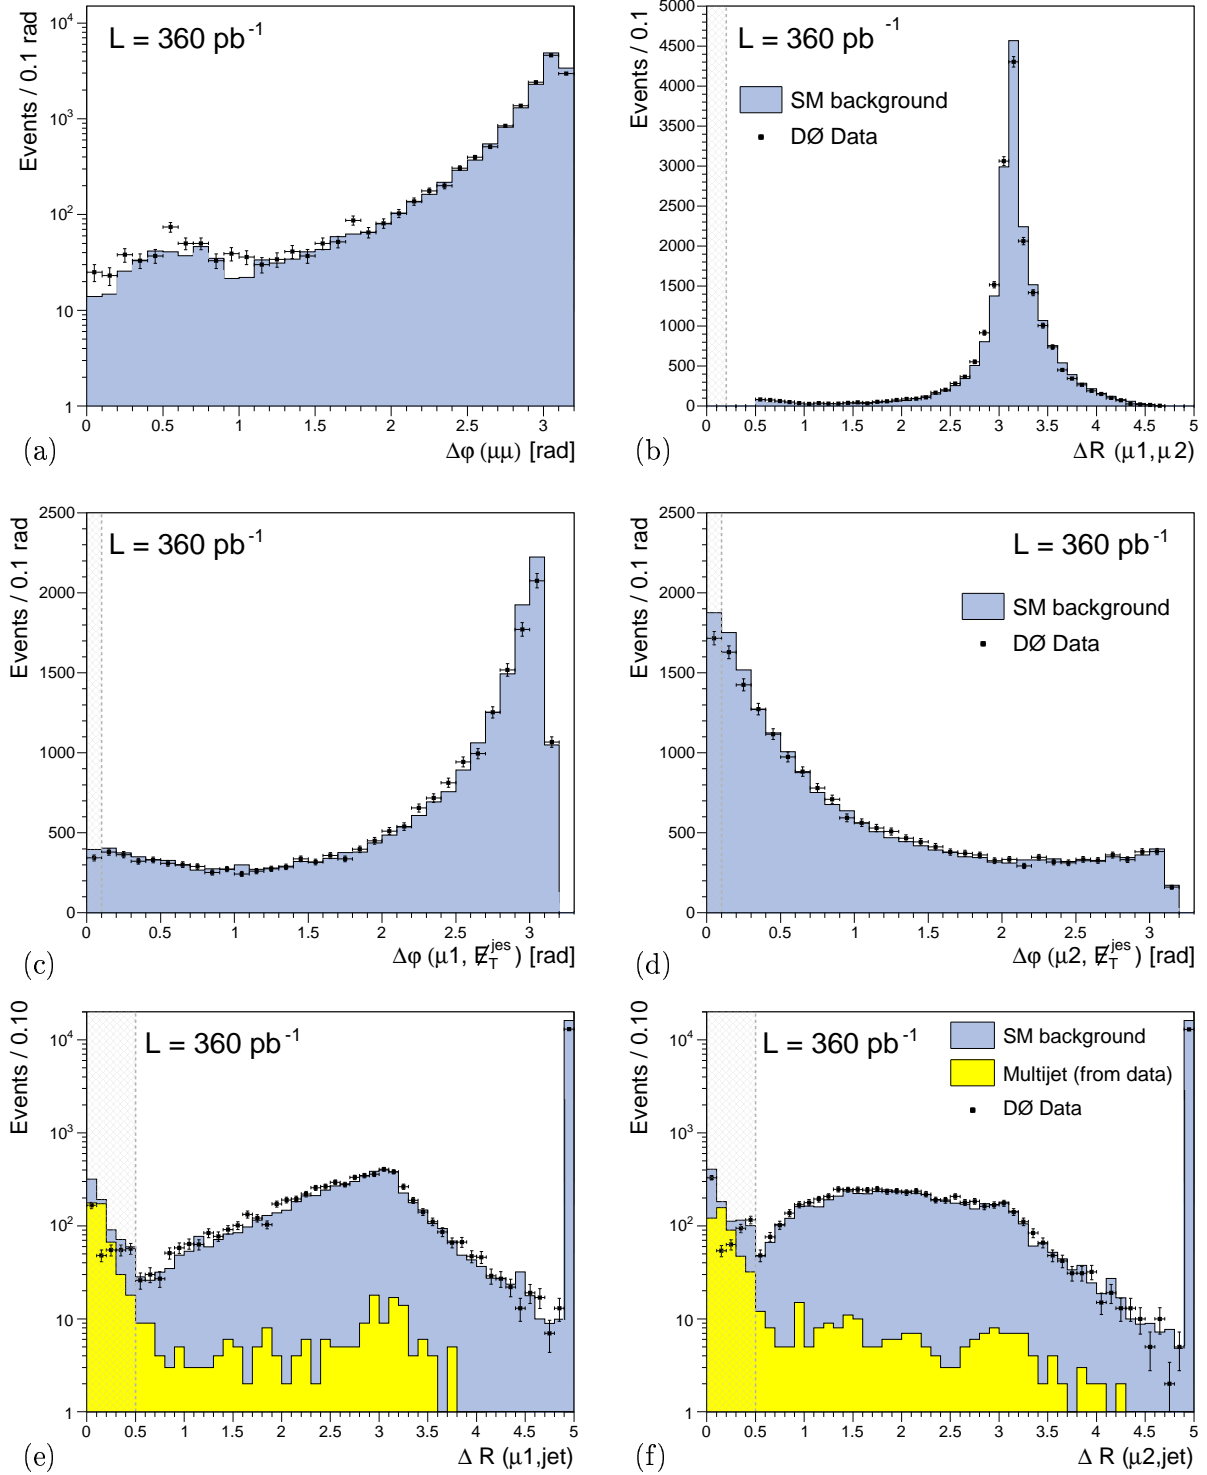 Events / 0.1 rad
10^4
10^3
10^2
10
1
L = 360 pb^-1
0 0.5 1 1.5 2 2.5 3
Δφ (μμ) [rad]
(a)
Events / 0.1
5000
4500
4000
3500
3000
2500
2000
1500
1000
500
0
L = 360 pb^-1
SM background
DØ Data
0 0.5 1 1.5 2 2.5 3 3.5 4 4.5 5
ΔR (μ1,μ2)
(b)
Events / 0.1 rad
2500
2000
1500
1000
500
0
L = 360 pb^-1
0 0.5 1 1.5 2 2.5 3
Δφ (μ1, E̸_T^jes) [rad]
(c)
Events / 0.1 rad
2500
2000
1500
1000
500
0
L = 360 pb^-1
SM background
DØ Data
0 0.5 1 1.5 2 2.5 3
Δφ (μ2, E̸_T^jes) [rad]
(d)
Events / 0.10
10^4
10^3
10^2
10
1
L = 360 pb^-1
0 0.5 1 1.5 2 2.5 3 3.5 4 4.5 5
Δ R (μ1,jet)
(e)
Events / 0.10
10^4
10^3
10^2
10
1
L = 360 pb^-1
SM background
Multijet (from data)
DØ Data
0 0.5 1 1.5 2 2.5 3 3.5 4 4.5 5
Δ R (μ2,jet)
(f)